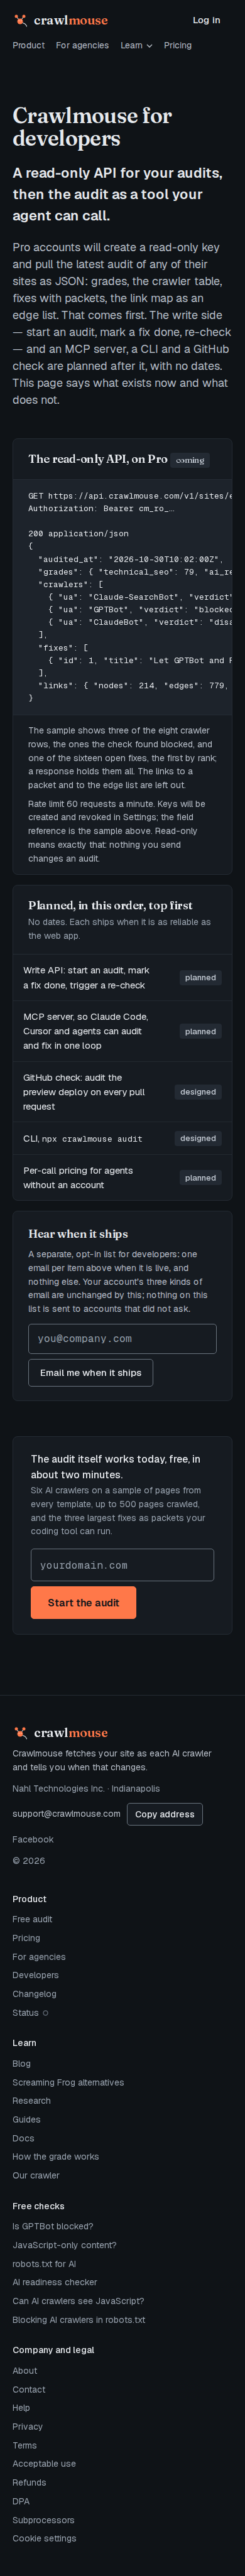 crawlmouse
Log in
Product For agencies Learn Pricing
Crawlmouse for
developers
A read-only API for your audits,
then the audit as a tool your
agent can call.
Pro accounts will create a read-only key
and pull the latest audit of any of their
sites as JSON: grades, the crawler table,
fixes with packets, the link map as an
edge list. That comes first. The write side
— start an audit, mark a fix done, re-check
— and an MCP server, a CLI and a GitHub
check are planned after it, with no dates.
This page says what exists now and what
does not.
The read-only API, on Pro coming
GET https://api.crawlmouse.com/v1/sites/e
Authorization: Bearer cm_ro_…
200 application/json
{
"audited_at": "2026-10-30T10:02:00Z",
"grades": { "technical_seo": 79, "ai_re
"crawlers": [
{ "ua": "Claude-SearchBot", "verdict"
{ "ua": "GPTBot", "verdict": "blocked
{ "ua": "ClaudeBot", "verdict": "disa
],
"fixes": [
{ "id": 1, "title": "Let GPTBot and
],
"links": { "nodes": 214, "edges": 779,
}
The sample shows three of the eight crawler
rows, the ones the check found blocked, and
one of the sixteen open fixes, the first by rank;
a response holds them all. The links to a
packet and to the edge list are left out.
Rate limit 60 requests a minute. Keys will be
created and revoked in Settings; the field
reference is the sample above. Read-only
means exactly that: nothing you send
changes an audit.
Planned, in this order, top first
No dates. Each ships when it is as reliable as
the web app.
Write API: start an audit, mark
a fix done, trigger a re-check
planned
MCP server, so Claude Code,
Cursor and agents can audit
and fix in one loop
planned
GitHub check: audit the
preview deploy on every pull
request
designed
CLI, npx crawlmouse audit
designed
Per-call pricing for agents
without an account
planned
Hear when it ships
A separate, opt-in list for developers: one
email per item above when it is live, and
nothing else. Your account's three kinds of
email are unchanged by this; nothing on this
list is sent to accounts that did not ask.
you@company.com
Email me when it ships
The audit itself works today, free, in
about two minutes.
Six AI crawlers on a sample of pages from
every template, up to 500 pages crawled,
and the three largest fixes as packets your
coding tool can run.
yourdomain.com
Start the audit
crawlmouse
Crawlmouse fetches your site as each AI crawler
and tells you when that changes.
Nahl Technologies Inc. · Indianapolis
support@crawlmouse.com Copy address
Facebook
© 2026
Product
Free audit
Pricing
For agencies
Developers
Changelog
Status
Learn
Blog
Screaming Frog alternatives
Research
Guides
Docs
How the grade works
Our crawler
Free checks
Is GPTBot blocked?
JavaScript-only content?
robots.txt for AI
AI readiness checker
Can AI crawlers see JavaScript?
Blocking AI crawlers in robots.txt
Company and legal
About
Contact
Help
Privacy
Terms
Acceptable use
Refunds
DPA
Subprocessors
Cookie settings